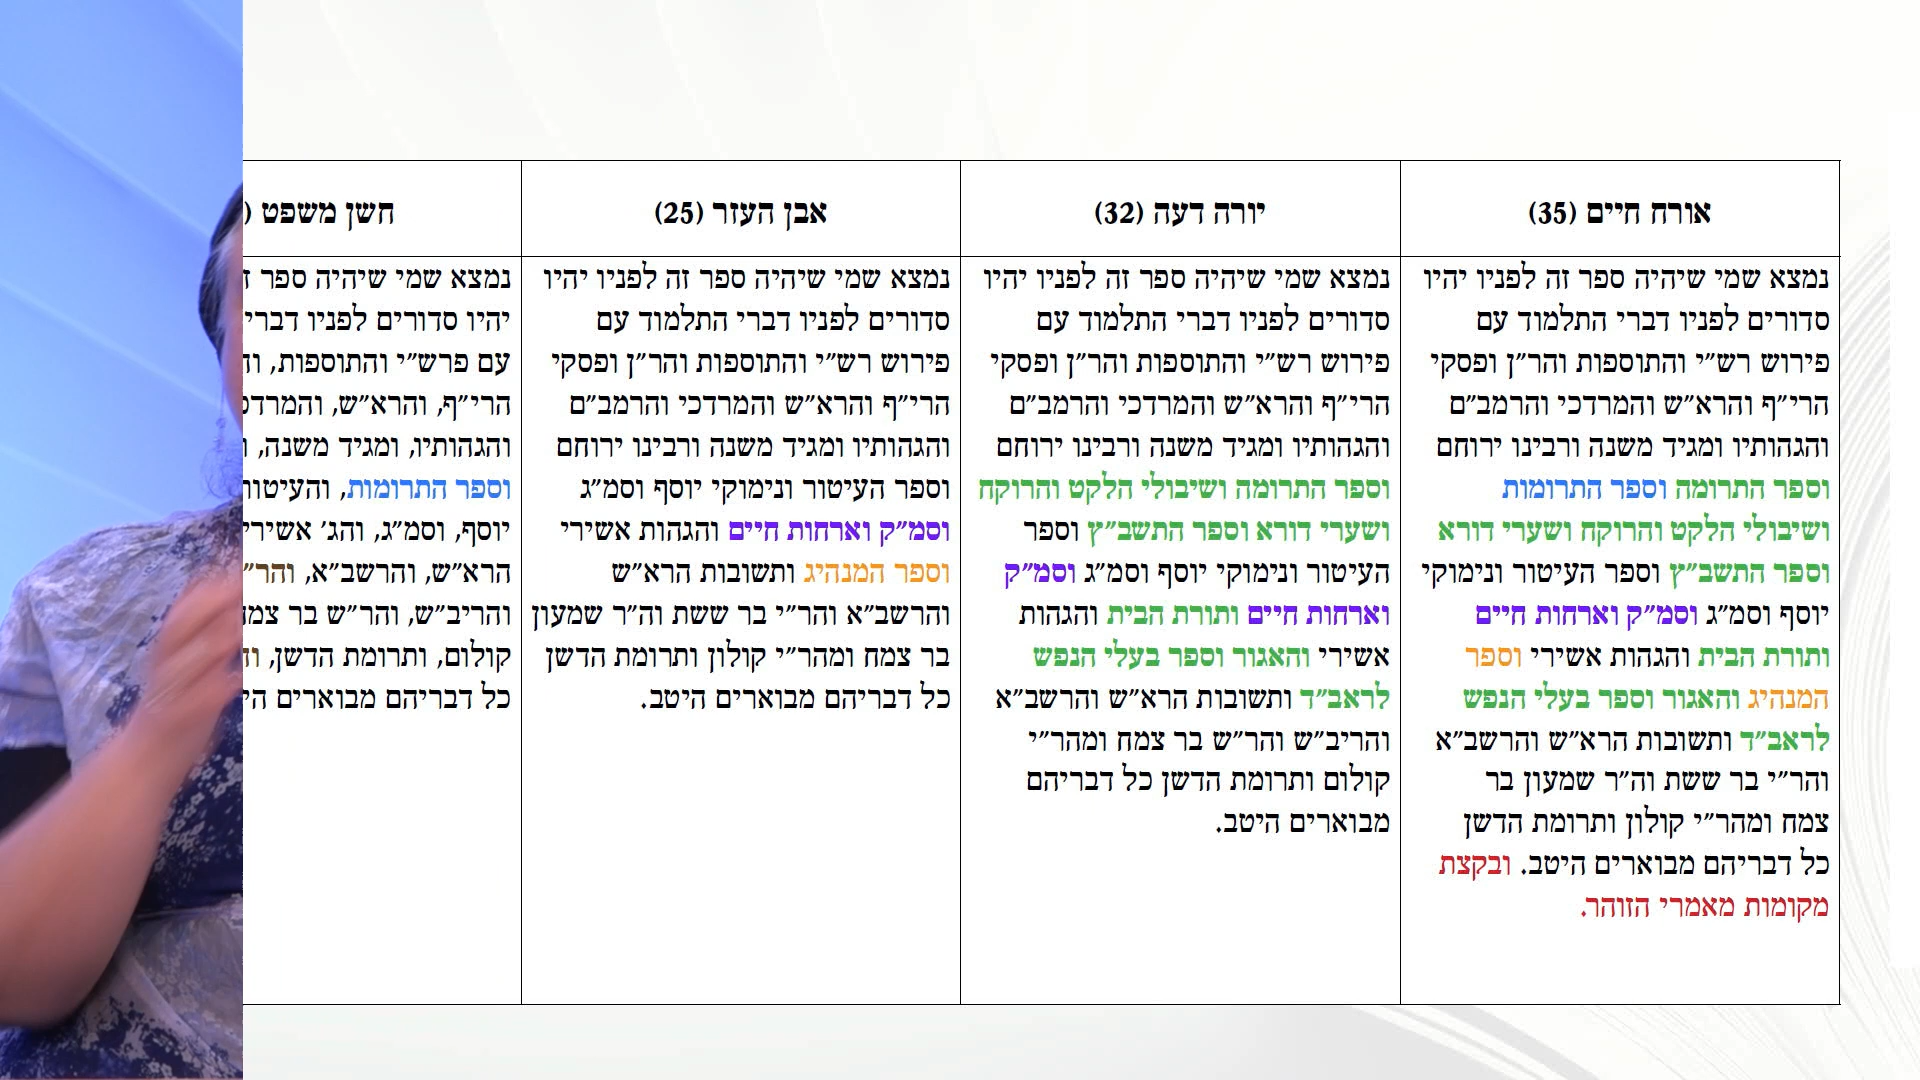 אורח חיים (35)
נמצא שמי שיהיה ספר זה לפניו יהיו
סדורים לפניו דברי התלמוד עם
פירוש רש״י והתוספות והר״ן ופסקי
הרי״ף והרא״ש והמרדכי והרמב״ם
והגהותיו ומגיד משנה ורבינו ירוחם
וספר התרומה וספר התרומות
ושיבולי הלקט והרוקח ושערי דורא
וספר התשב״ץ וספר העיטור ונימוקי
יוסף וסמ״ג וסמ״ק וארחות חיים
ותורת הבית והגהות אשירי וספר
המנהיג והאגור וספר בעלי הנפש
לראב״ד ותשובות הרא״ש והרשב״א
והר״י בר ששת וה״ר שמעון בר
צמח ומהר״י קולון ותרומת הדשן
כל דבריהם מבוארים היטב. ובקצת
מקומות מאמרי הזוהר.
יורה דעה (32)
נמצא שמי שיהיה ספר זה לפניו יהיו
סדורים לפניו דברי התלמוד עם
פירוש רש״י והתוספות והר״ן ופסקי
הרי״ף והרא״ש והמרדכי והרמב״ם
והגהותיו ומגיד משנה ורבינו ירוחם
וספר התרומה ושיבולי הלקט והרוקח
ושערי דורא וספר התשב״ץ וספר
העיטור ונימוקי יוסף וסמ״ג וסמ״ק
וארחות חיים ותורת הבית והגהות
אשירי והאגור וספר בעלי הנפש
לראב״ד ותשובות הרא״ש והרשב״א
והריב״ש והר״ש בר צמח ומהר״י
קולום ותרומת הדשן כל דבריהם
מבוארים היטב.
אבן העזר (25)
נמצא שמי שיהיה ספר זה לפניו יהיו
סדורים לפניו דברי התלמוד עם
פירוש רש״י והתוספות והר״ן ופסקי
הרי״ף והרא״ש והמרדכי והרמב״ם
והגהותיו ומגיד משנה ורבינו ירוחם
וספר העיטור ונימוקי יוסף וסמ״ג
וסמ״ק וארחות חיים והגהות אשירי
וספר המנהיג ותשובות הרא״ש
והרשב״א והר״י בר ששת וה״ר שמעון
בר צמח ומהר״י קולון ותרומת הדשן
כל דבריהם מבוארים היטב.
חשן משפט (
נמצא שמי שיהיה ספר
יהיו סדורים לפניו דברי
עם פרש״י והתוספות,
הרי״ף, והרא״ש,
והגהותיו, ומגיד משנה,
וספר התרומות,
יוסף, וסמ״ג, והג׳ אשירי
הרא״ש, והרשב״א,
והריב״ש, והר״ש בר
קולום, ותרומת הדשן,
כל דבריהם מבוארים